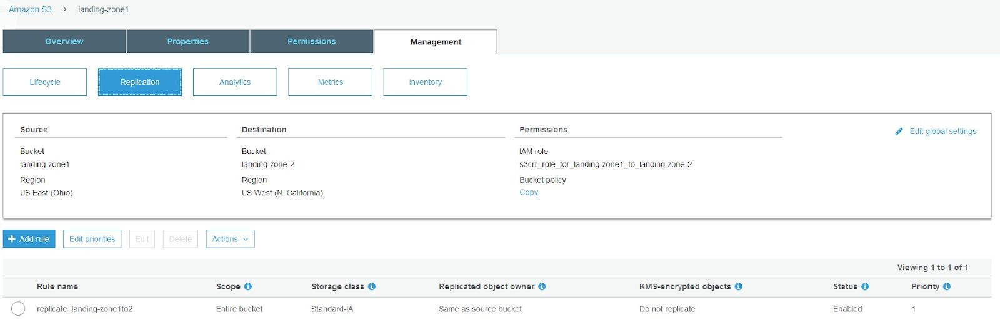 Amazon S3 > landing-zone1
Overview Properties Permissions Management
Lifecycle Replication Analytics Metrics Inventory
Source Destination Permissions
Edit global settings
Bucket Bucket IAM role
landing-zone1 landing-zone-2 s3crr_role_for_landing-zone1_to_landing-zone-2
Region Region Bucket policy
US East (Ohio) US West (N. California) Copy
+ Add rule Edit priorities Edit Delete Actions
Viewing 1 to 1 of 1
Rule name Scope Storage class Replicated object owner KMS-encrypted objects Status Priority
replicate_landing-zone1to2 Entire bucket Standard-IA Same as source bucket Do not replicate Enabled 1